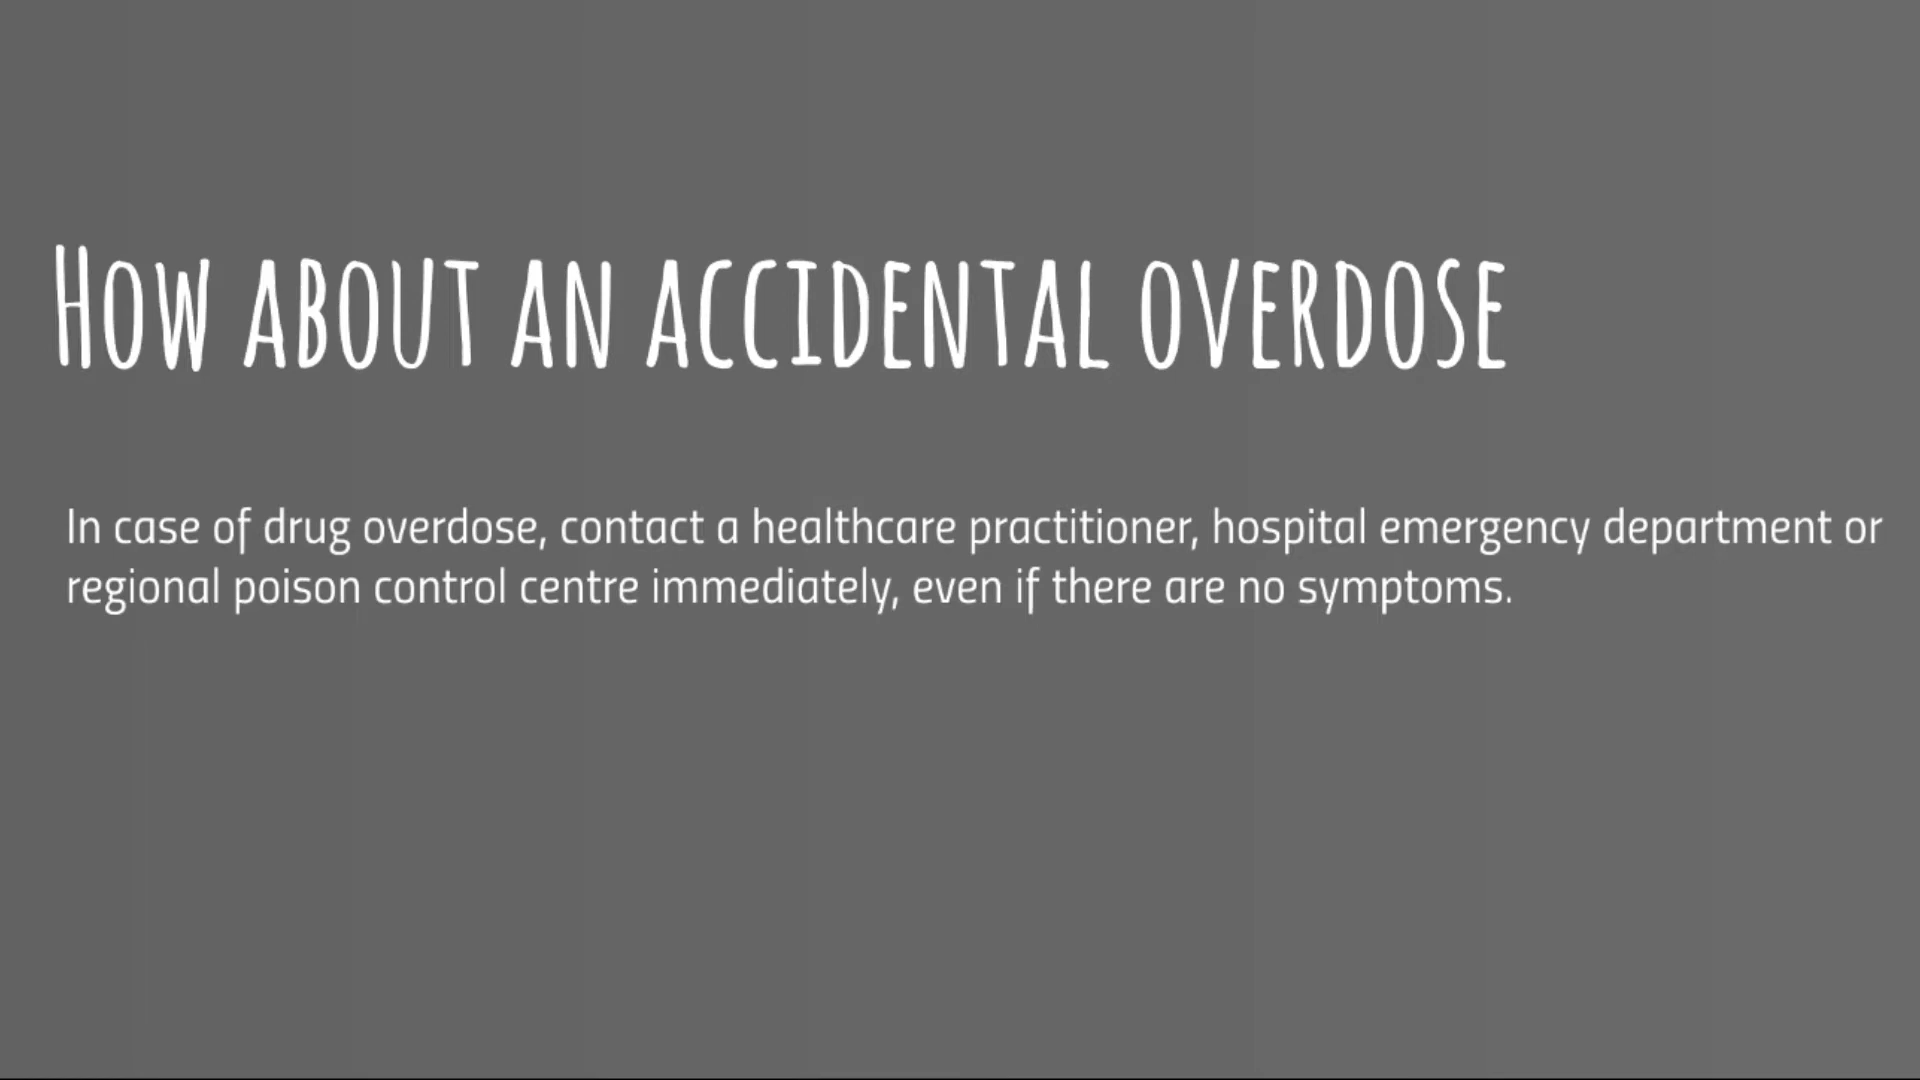 How about an accidental overdose
In case of drug overdose, contact a healthcare practitioner, hospital emergency department or
regional poison control centre immediately, even if there are no symptoms.